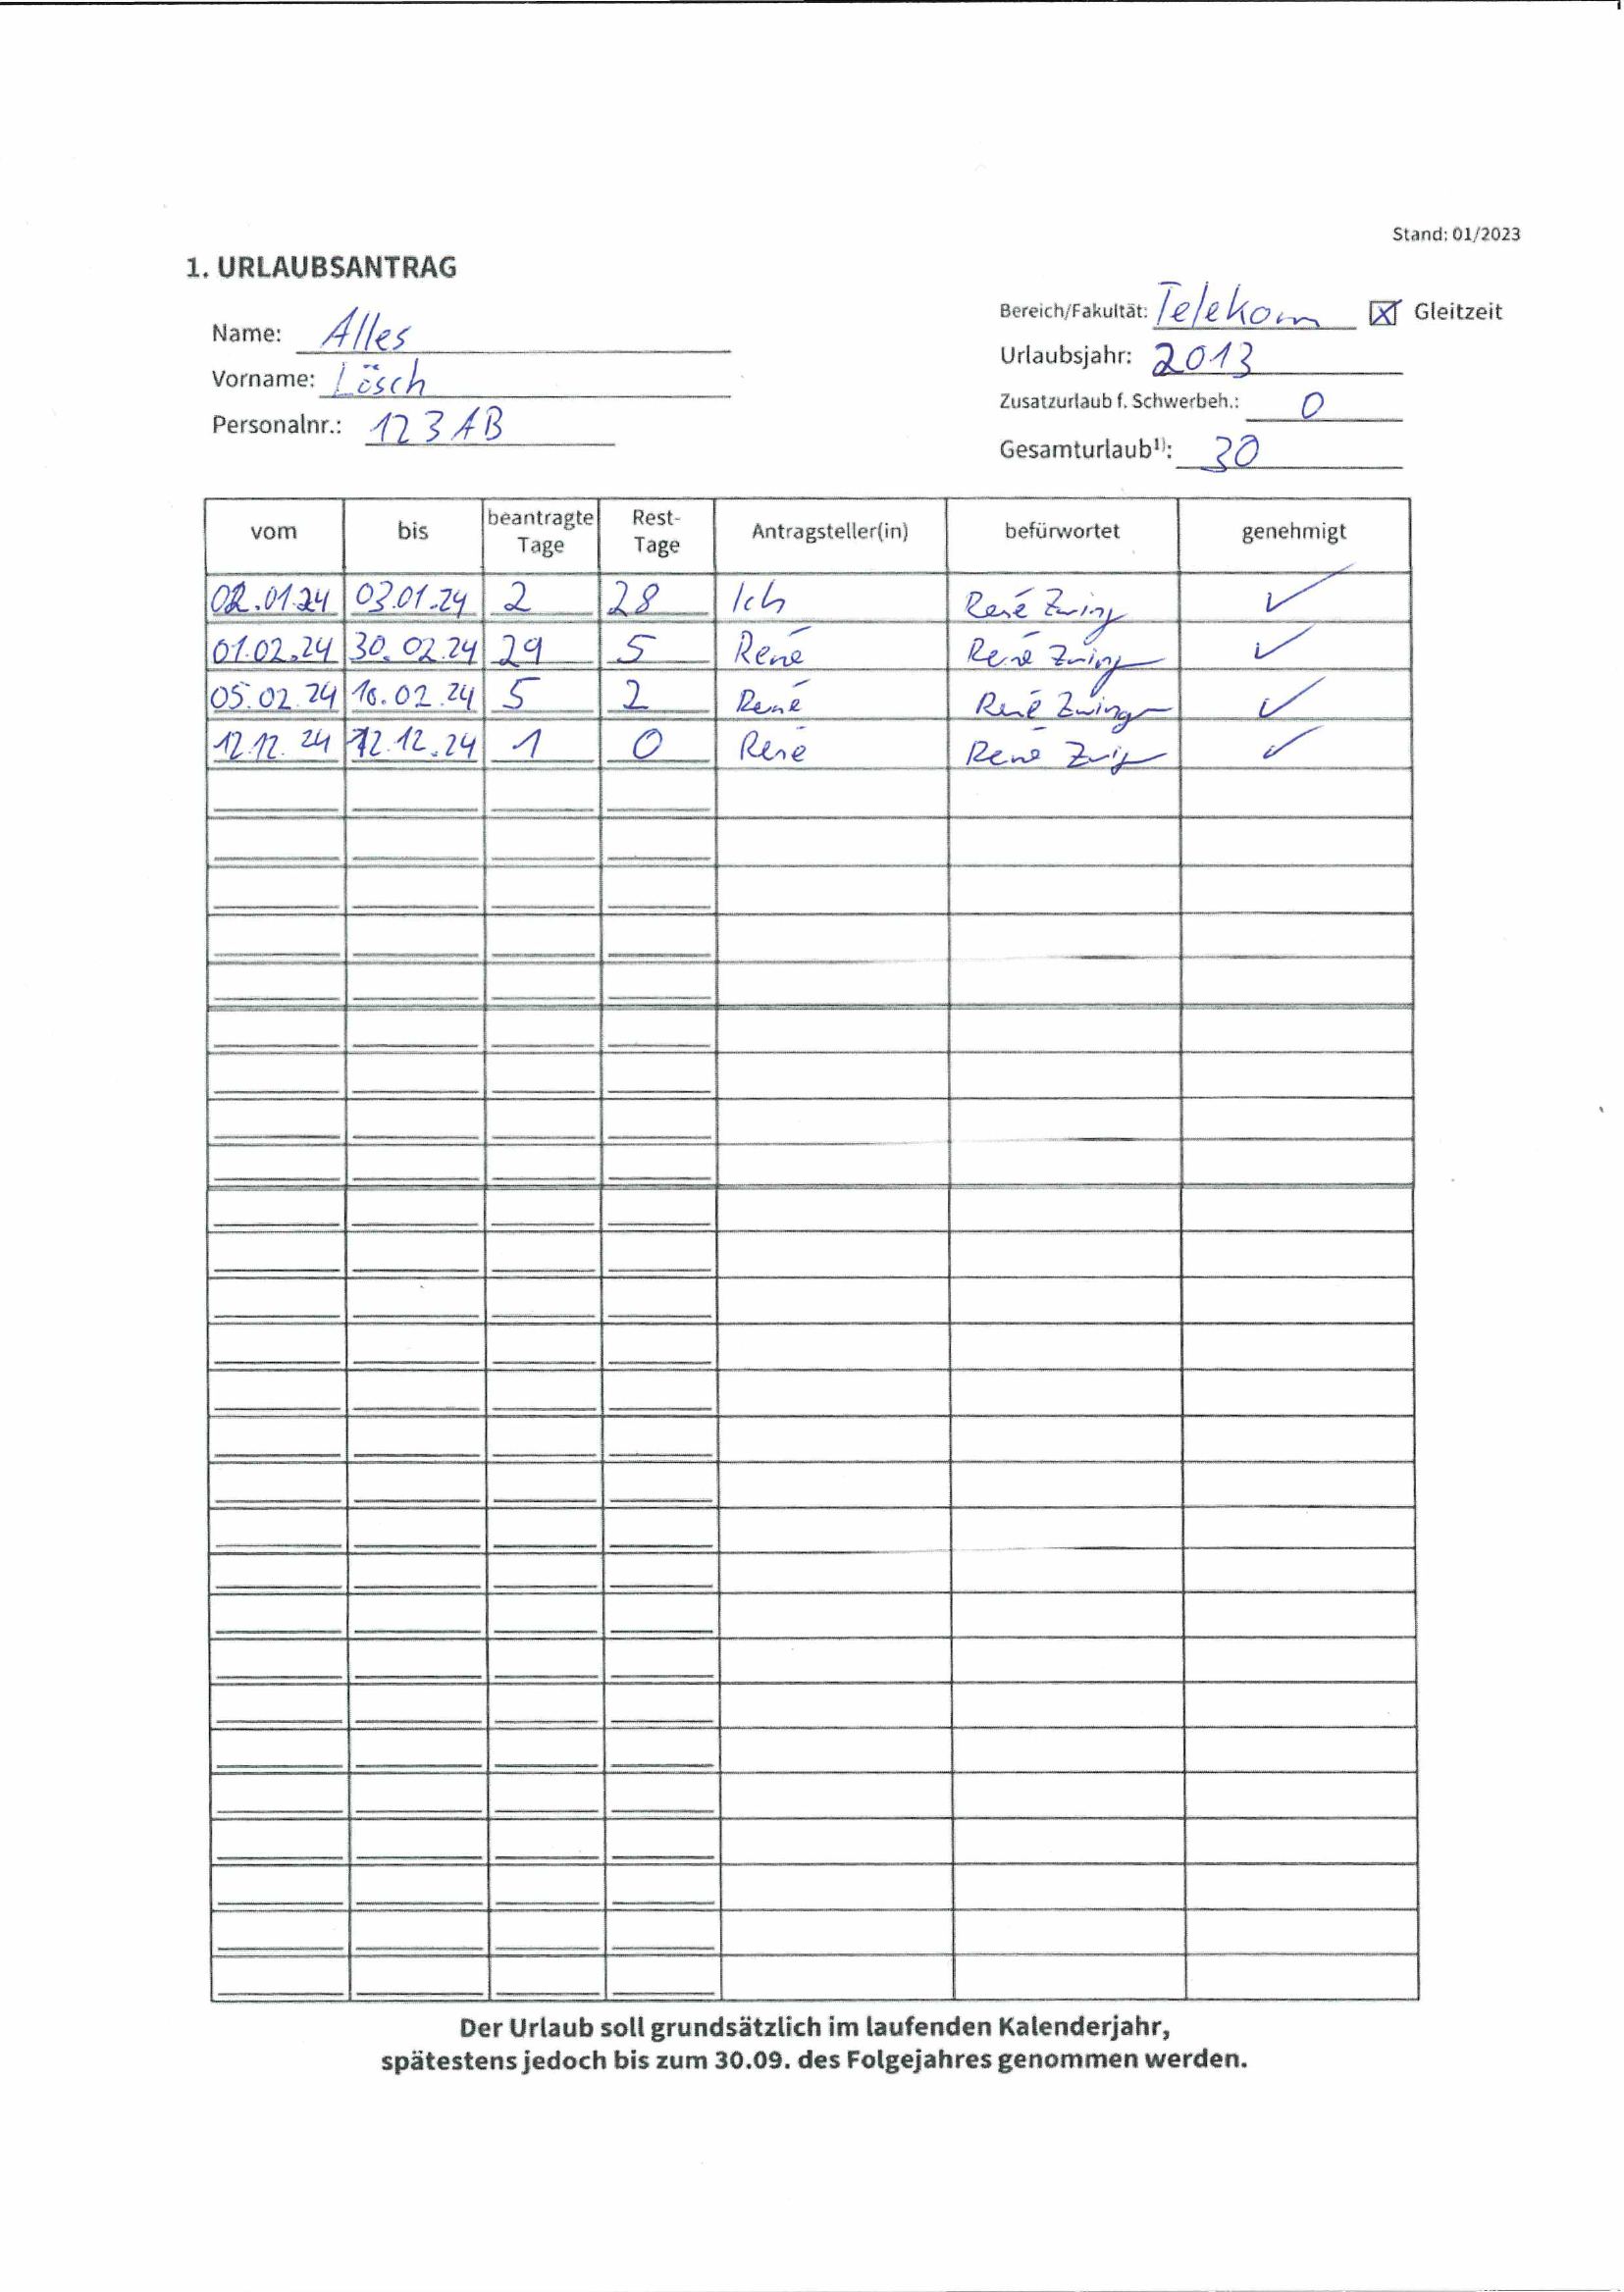 Stand: 01/2023
1. URLAUBSANTRAG
Name: Alles
Vorname: Lösch
Personalnr.: 123AB
Bereich/Fakultät: Telekom ☒ Gleitzeit
Urlaubsjahr: 2013
Zusatzurlaub f. Schwerbeh.: 0
Gesamturlaub¹⁾: 30
vom bis beantragte Tage Rest-Tage Antragsteller(in) befürwortet genehmigt
02.01.24 03.01.24 2 28 Ich René Zwing ✓
01.02.24 30.02.24 29 5 René René Zwing ✓
05.02.24 10.02.24 5 2 René René Zwing ✓
12.12.24 12.12.24 1 0 René René ✓
Der Urlaub soll grundsätzlich im laufenden Kalenderjahr,
spätestens jedoch bis zum 30.09. des Folgejahres genommen werden.